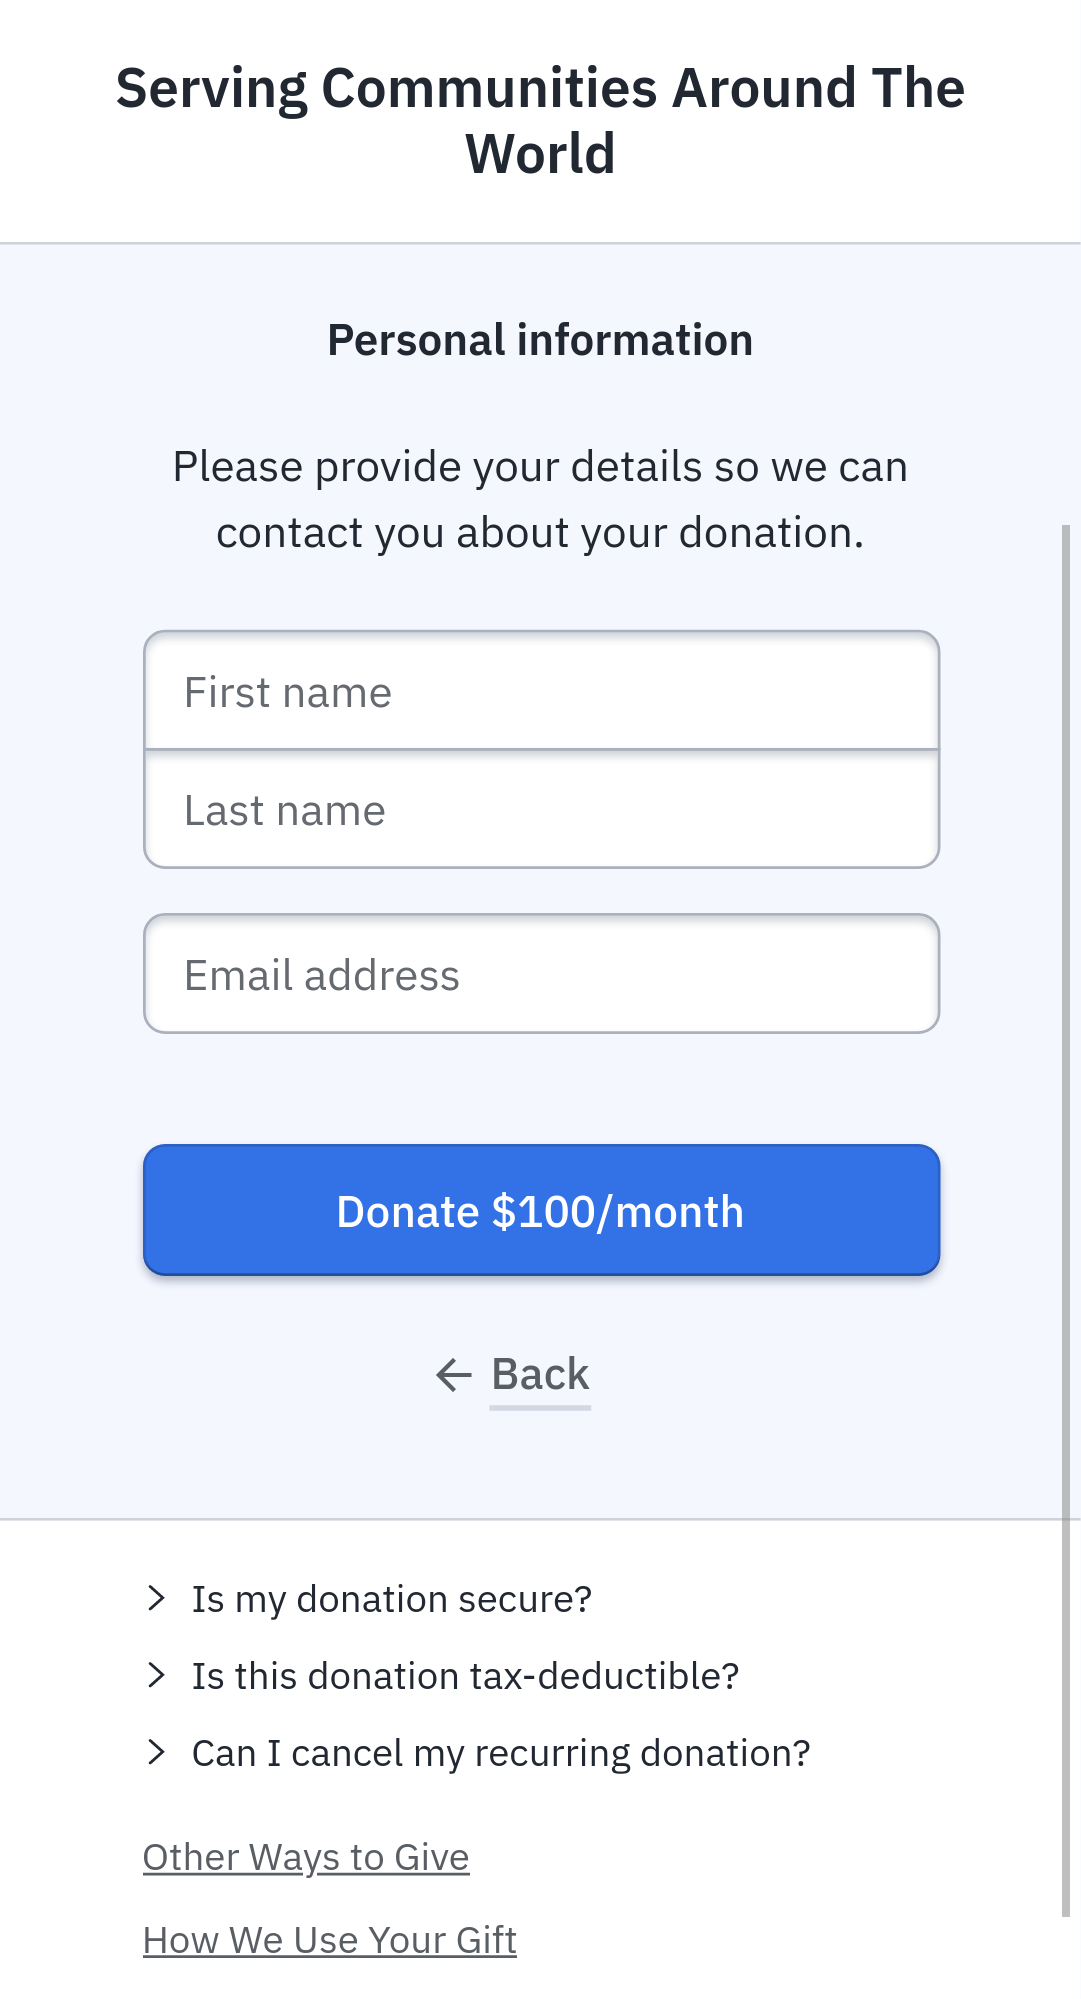 Serving Communities Around The
World
Personal information
Please provide your details so we can
contact you about your donation.
First name
Last name
Email address
Donate $100/month
Back
Is my donation secure?
Is this donation tax-deductible?
Can I cancel my recurring donation?
Other Ways to Give
How We Use Your Gift